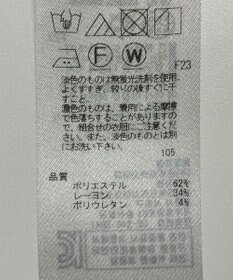 F W F23
淡色のものは無蛍光洗剤を使用、
よくすすぎ、絞りの後すぐに干
すこと。
濃色のものは、着用による摩擦
で色落ちすることがありますの
で、組合せの衣服にご注意くださ
い。また、淡色のものとは別
にお洗い下さい。
105
品質
ポリエステル 62%
レーヨン 34%
ポリウレタン 4%